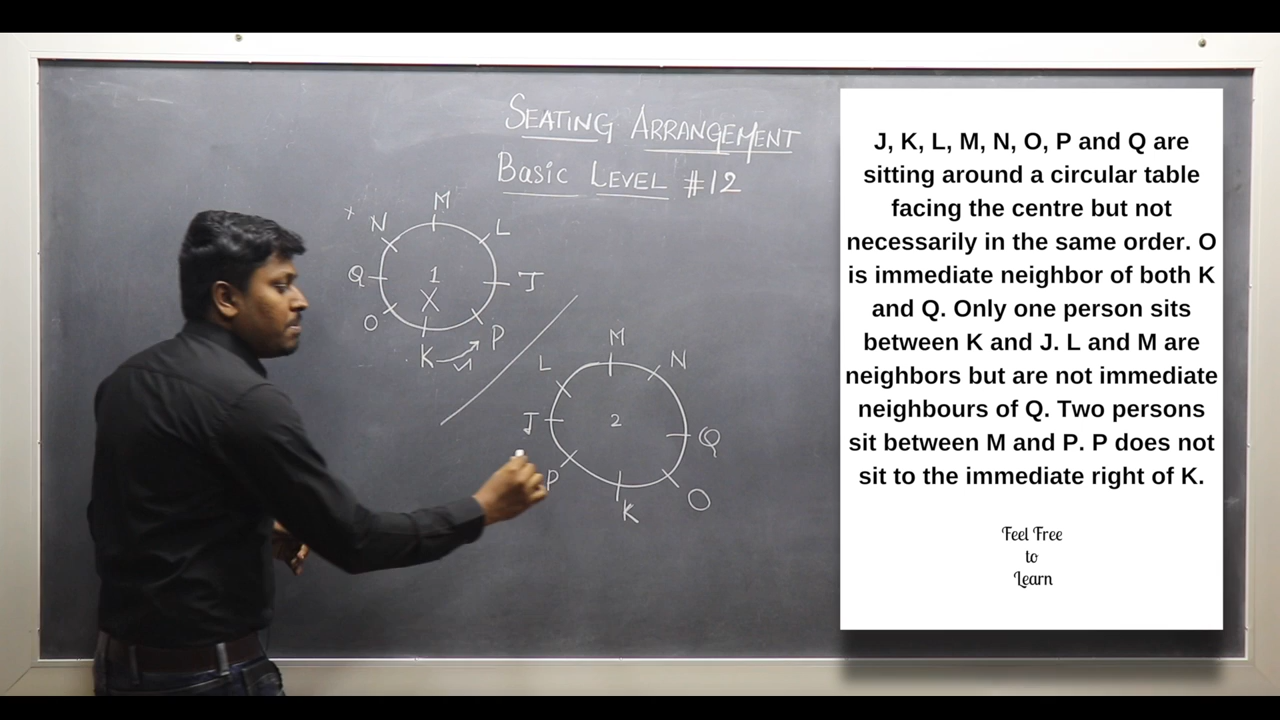 SEATING ARRANGEMENT
Basic LEVEL #12
M
N
L
Q
1
J
X
O
P
K
M
L
N
J
2
Q
P
O
K
J, K, L, M, N, O, P and Q are
sitting around a circular table
facing the centre but not
necessarily in the same order. O
is immediate neighbor of both K
and Q. Only one person sits
between K and J. L and M are
neighbors but are not immediate
neighbours of Q. Two persons
sit between M and P. P does not
sit to the immediate right of K.
Feel Free
to
Learn